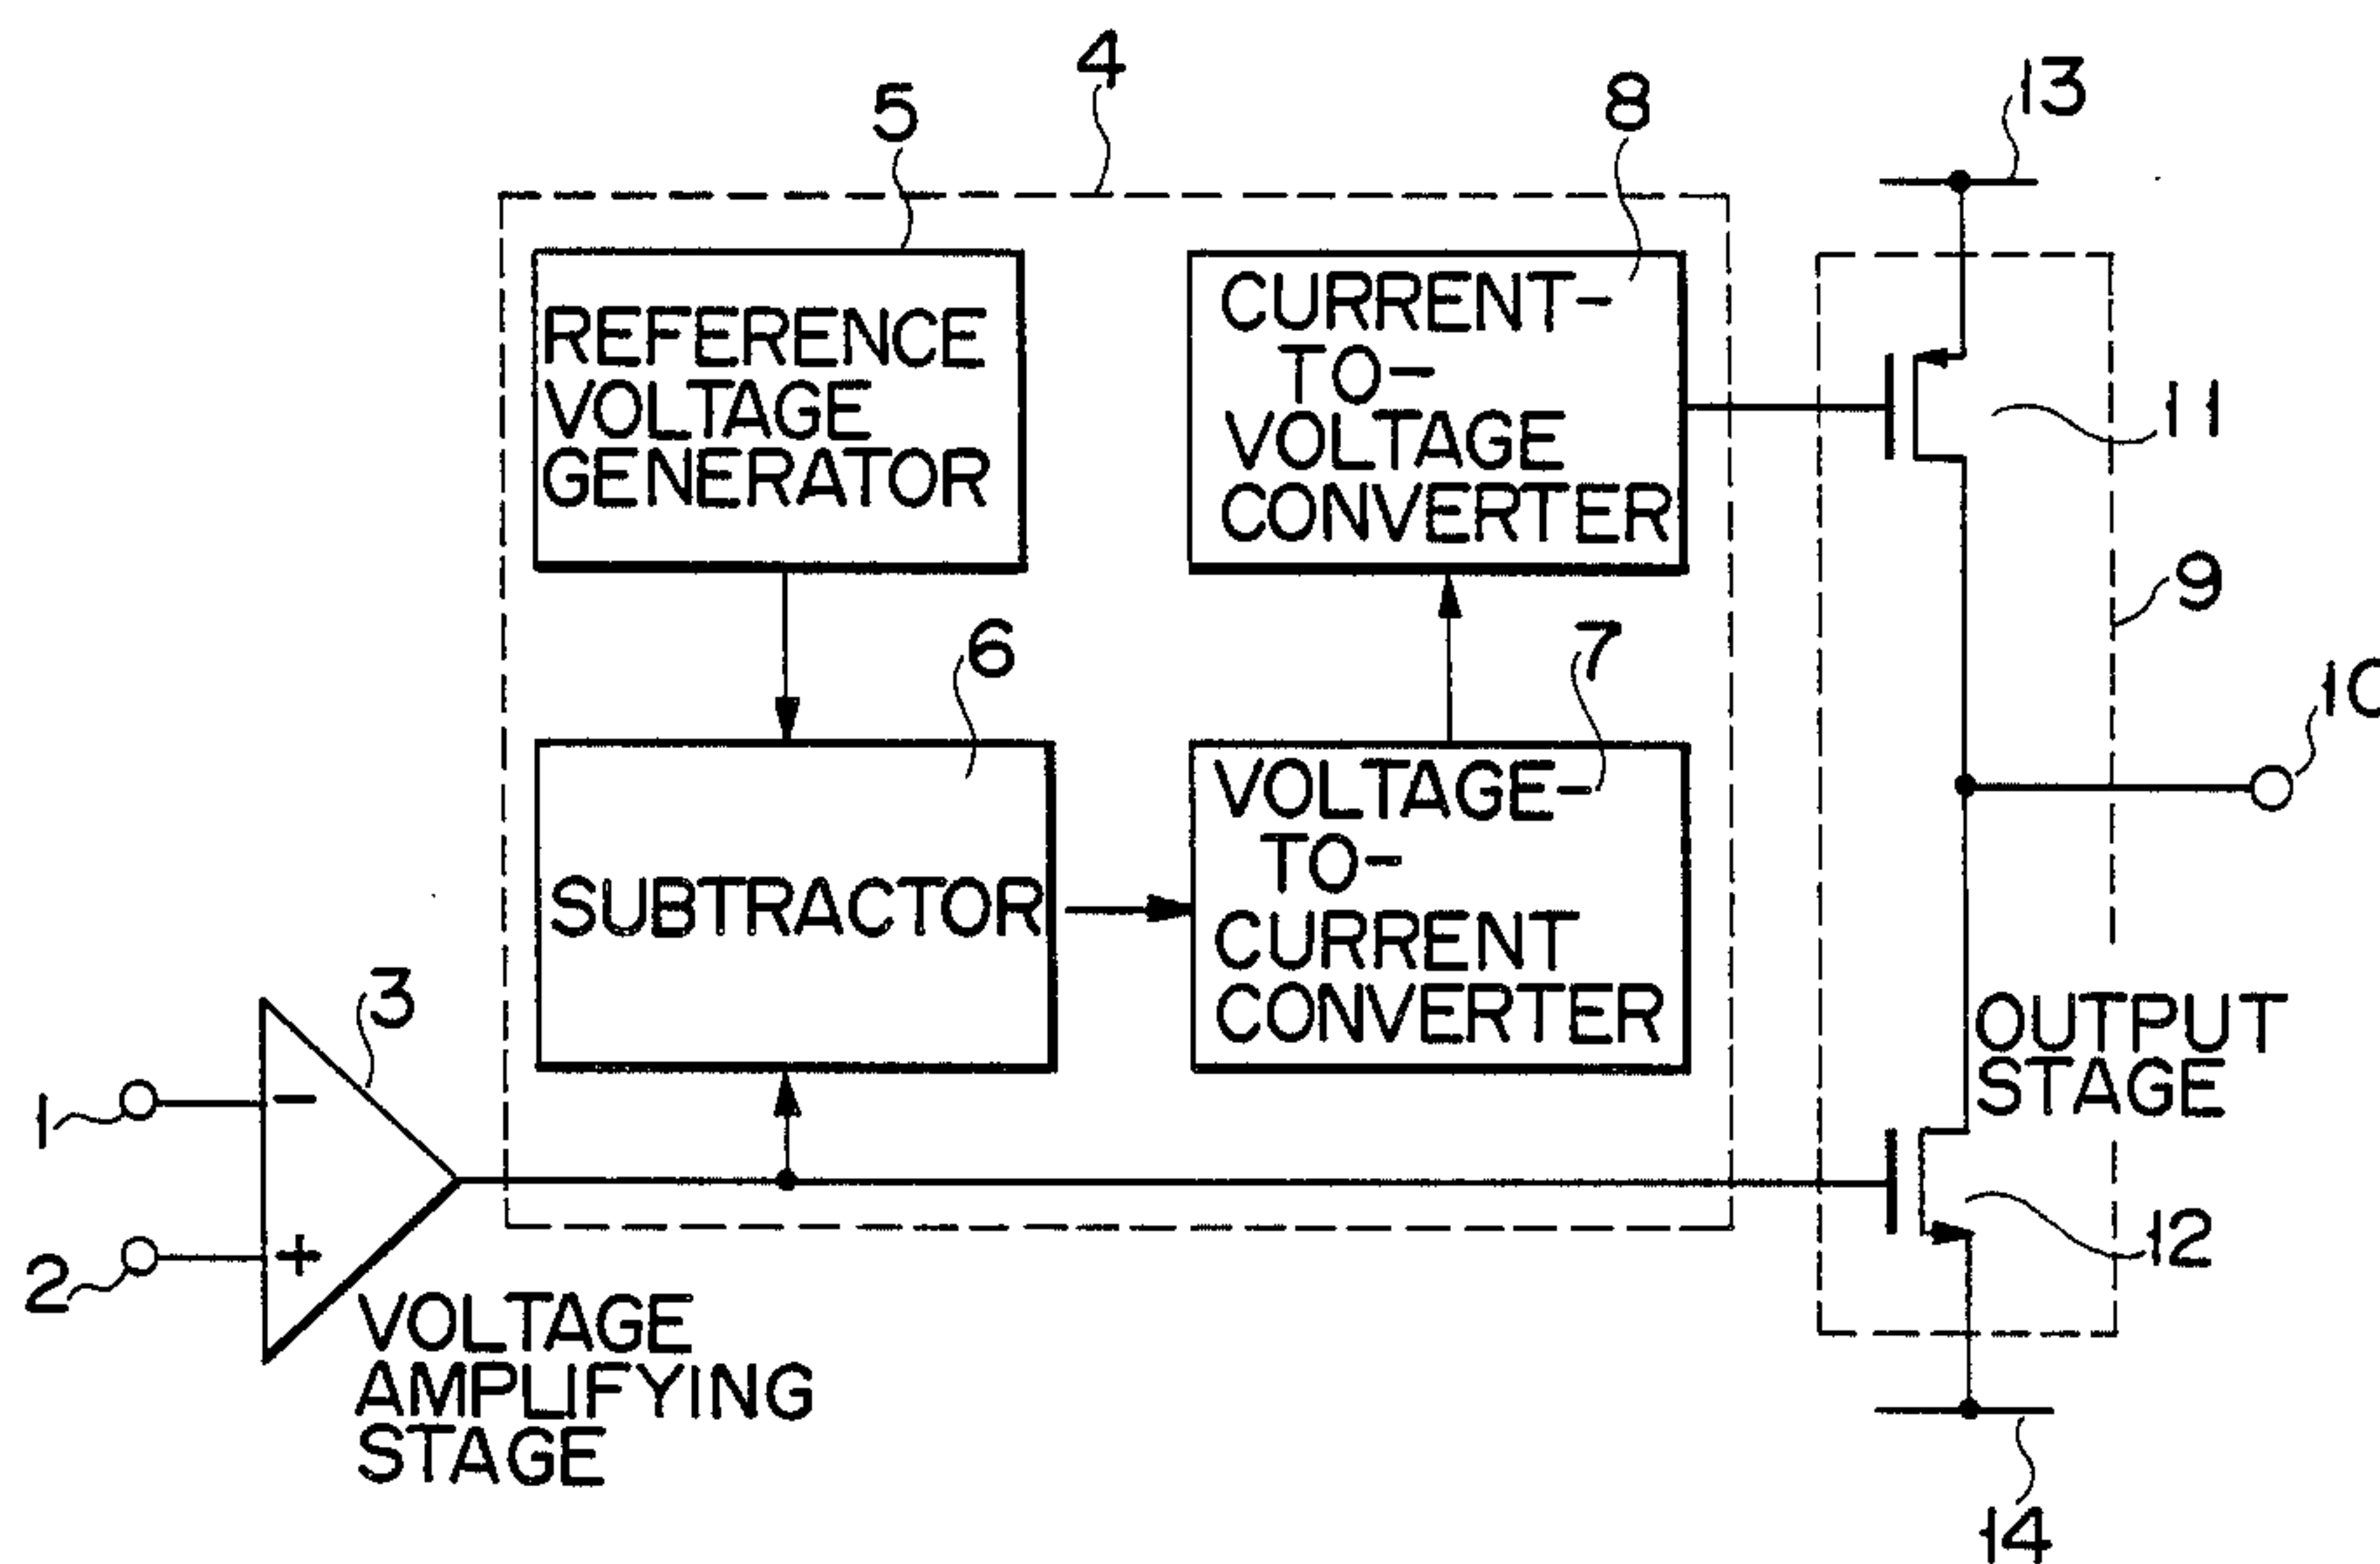 4
13
5
8
REFERENCE
VOLTAGE
GENERATOR
CURRENT-
TO-
VOLTAGE
CONVERTER
11
9
6
7
10
SUBTRACTOR
VOLTAGE-
TO-
CURRENT
CONVERTER
3
OUTPUT
STAGE
1
-
2
+
12
VOLTAGE
AMPLIFYING
STAGE
14